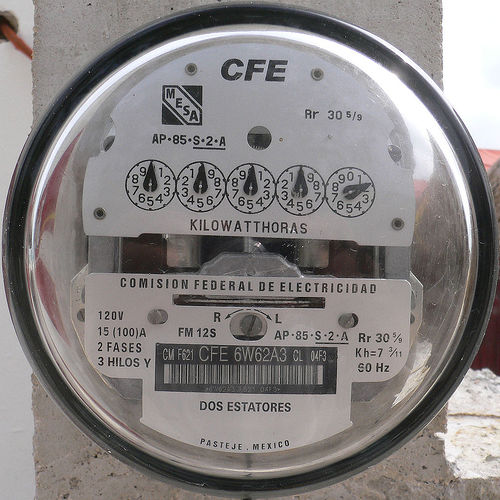 CFE
MESA
Rr 30 5/9
AP·85·S·2·A
KILOWATTHORAS
COMISION FEDERAL DE ELECTRICIDAD
R L
120V
15 (100)A FM 12S AP·85·S·2·A Rr 30 5/9
2 FASES CM F621 CFE 6W62A3 CL 04F3 Kh=7 3/11
3 HILOS Y 60 Hz
DOS ESTATORES
PASTEJE, MEXICO